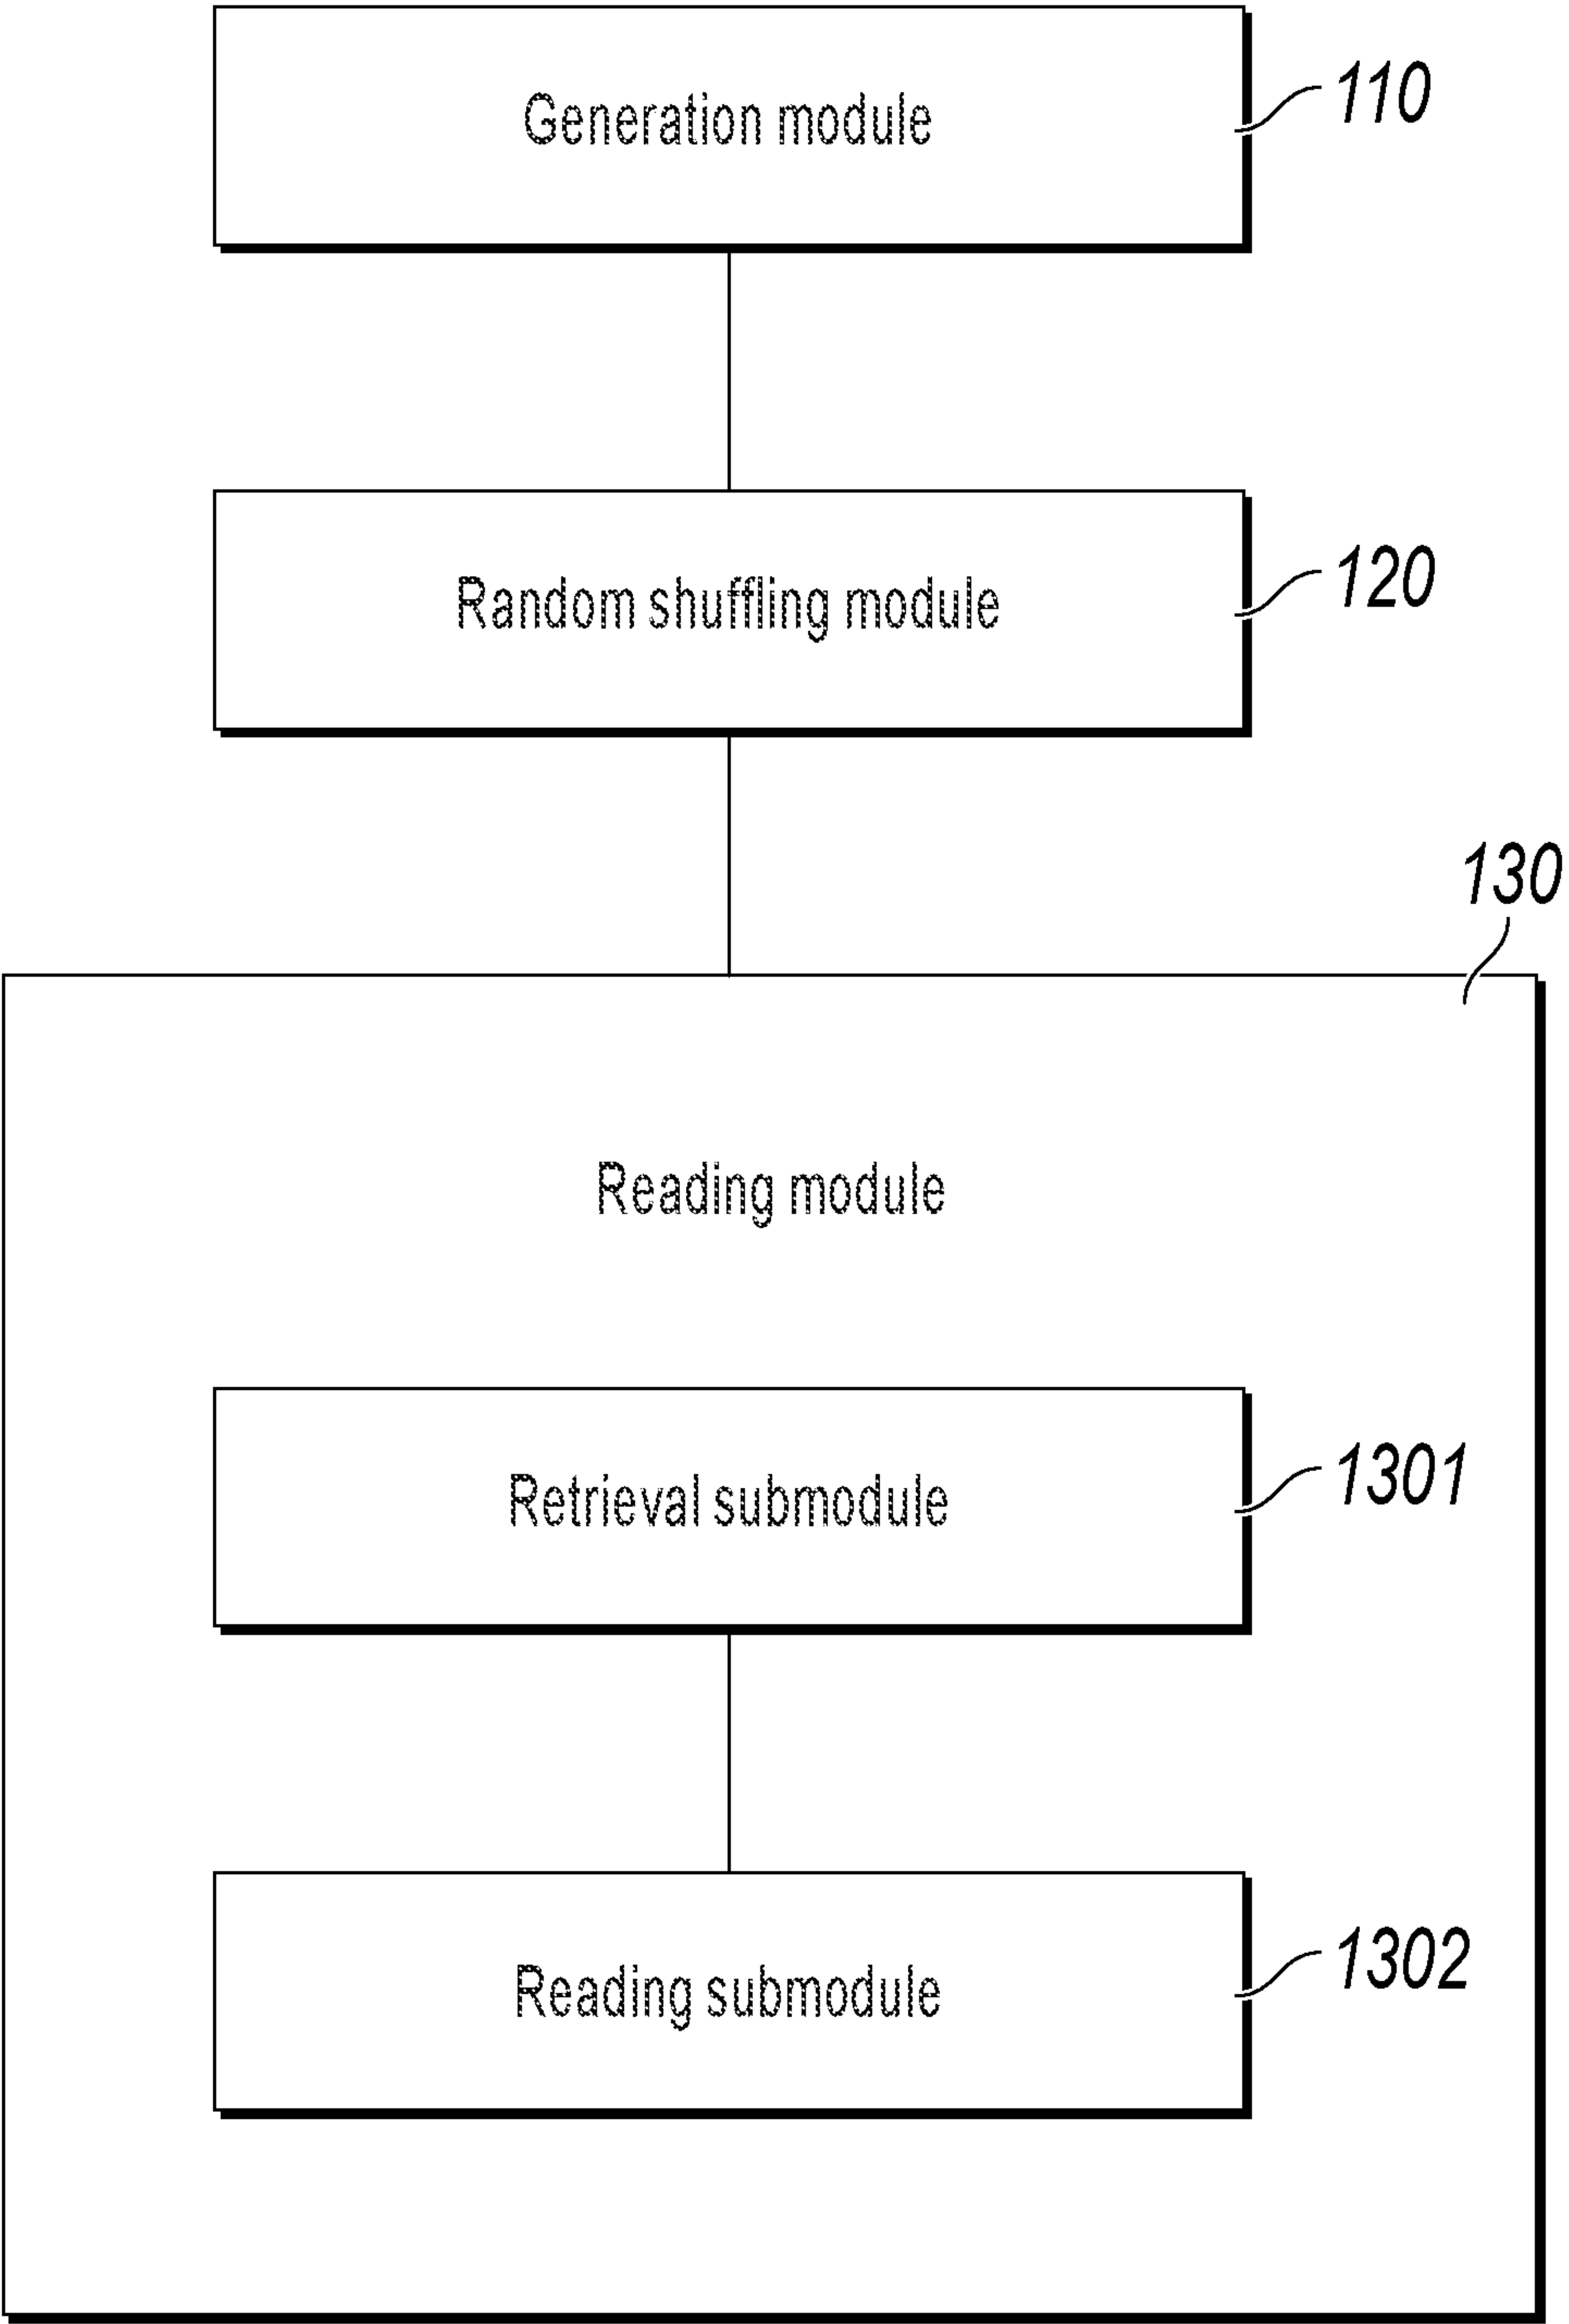 Generation module
110
Random shuffling module
120
130
Reading module
Retrieval submodule
1301
Reading submodule
1302